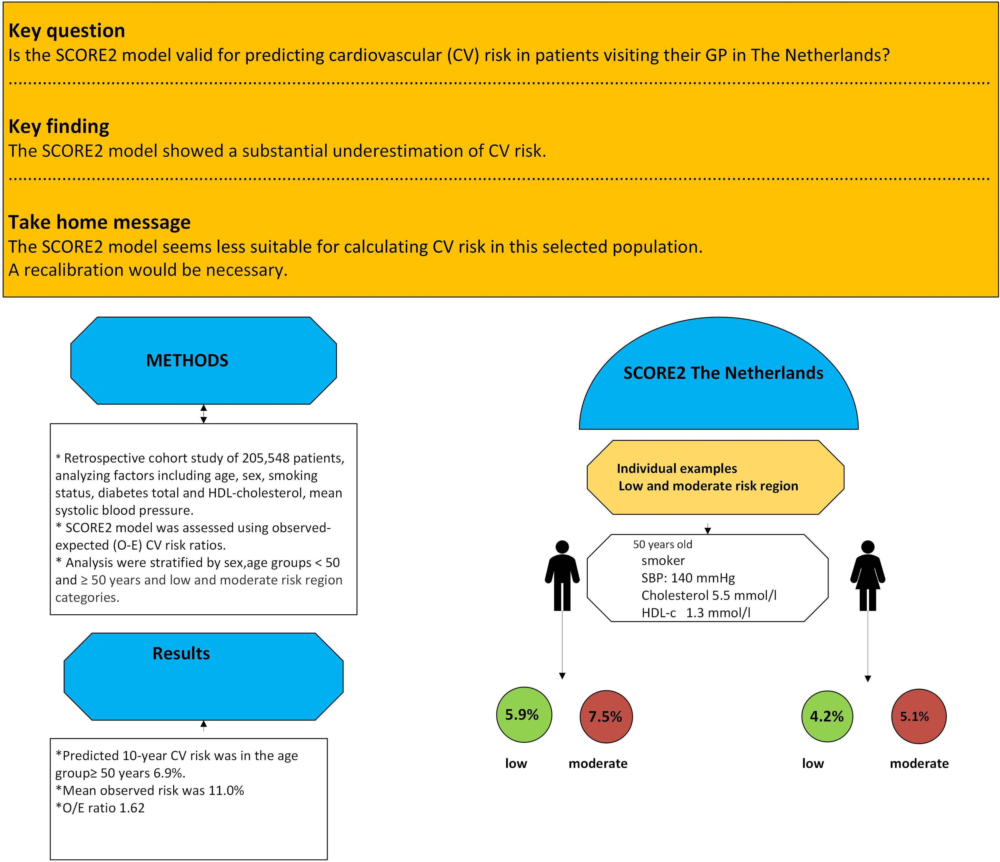 Key question
Is the SCORE2 model valid for predicting cardiovascular (CV) risk in patients visiting their GP in The Netherlands?
Key finding
The SCORE2 model showed a substantial underestimation of CV risk.
Take home message
The SCORE2 model seems less suitable for calculating CV risk in this selected population.
A recalibration would be necessary.
METHODS
* Retrospective cohort study of 205,548 patients,
analyzing factors including age, sex, smoking
status, diabetes total and HDL-cholesterol, mean
systolic blood pressure.
* SCORE2 model was assessed using observed-
expected (O-E) CV risk ratios.
* Analysis were stratified by sex,age groups < 50
and ≥ 50 years and low and moderate risk region
categories.
Results
*Predicted 10-year CV risk was in the age
group≥ 50 years 6.9%.
*Mean observed risk was 11.0%
*O/E ratio 1.62
SCORE2 The Netherlands
Individual examples
Low and moderate risk region
50 years old
smoker
SBP: 140 mmHg
Cholesterol 5.5 mmol/l
HDL-c 1.3 mmol/l
5.9% 7.5% 4.2% 5.1%
low moderate low moderate